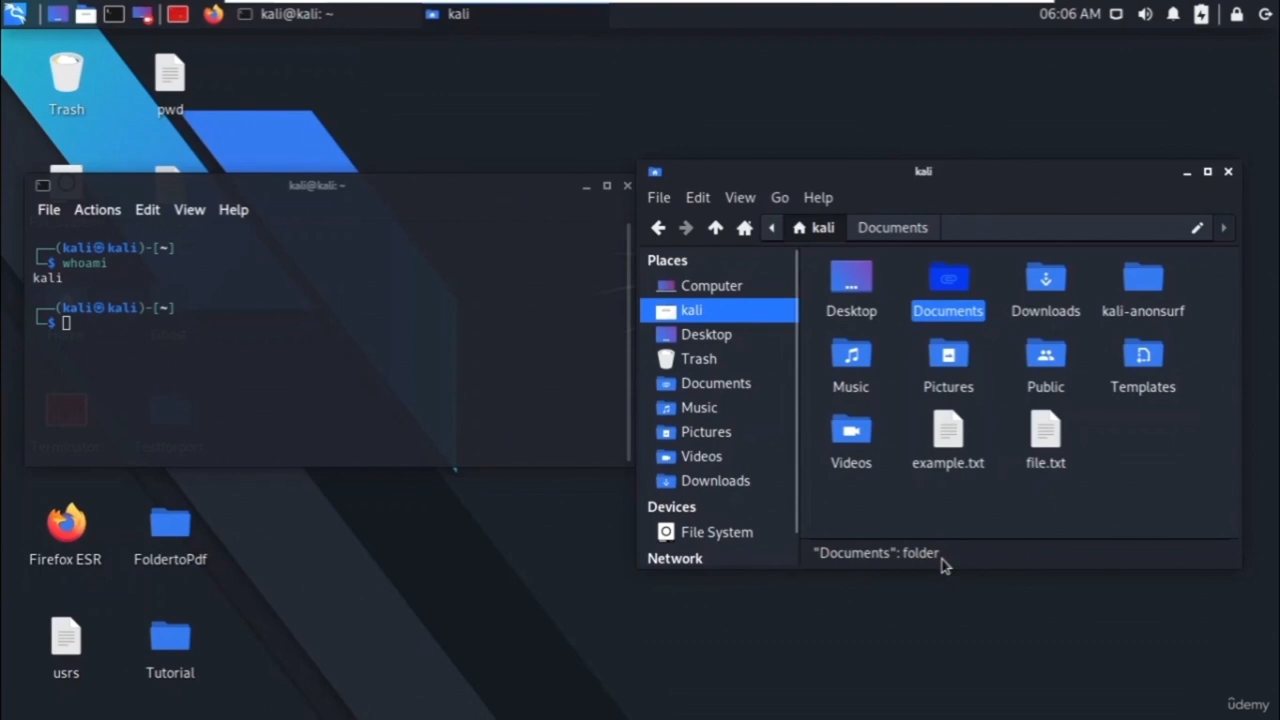 kali@kali: ~
kali
06:06 AM
Trash
pwd
kali@kali: ~
File Actions Edit View Help
┌──(kali㉿kali)-[~]
└─$ whoami
kali
┌──(kali㉿kali)-[~]
└─$
Firefox ESR
FoldertoPdf
usrs
Tutorial
kali
File Edit View Go Help
kali
Documents
Places
Computer
kali
Desktop
Trash
Documents
Music
Pictures
Videos
Downloads
Devices
File System
Network
Desktop
Documents
Downloads
kali-anonsurf
Music
Pictures
Public
Templates
Videos
example.txt
file.txt
"Documents": folder
ûdemy